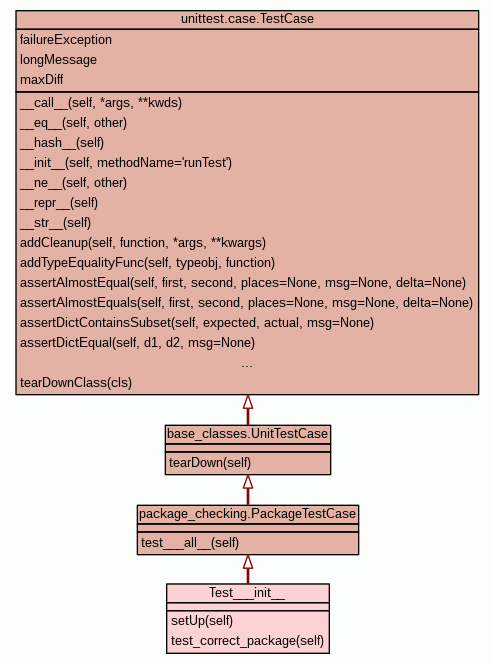 unittest.case.TestCase
failureException
longMessage
maxDiff
__call__(self, *args, **kwds)
__eq__(self, other)
__hash__(self)
__init__(self, methodName='runTest')
__ne__(self, other)
__repr__(self)
__str__(self)
addCleanup(self, function, *args, **kwargs)
addTypeEqualityFunc(self, typeobj, function)
assertAlmostEqual(self, first, second, places=None, msg=None, delta=None)
assertAlmostEquals(self, first, second, places=None, msg=None, delta=None)
assertDictContainsSubset(self, expected, actual, msg=None)
assertDictEqual(self, d1, d2, msg=None)
...
tearDownClass(cls)
base_classes.UnitTestCase
tearDown(self)
package_checking.PackageTestCase
test___all__(self)
Test___init__
setUp(self)
test_correct_package(self)